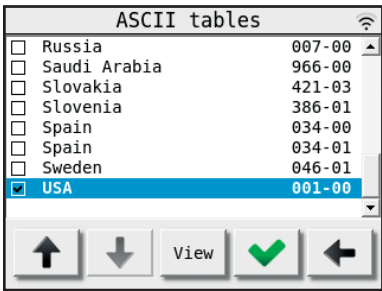 ASCII tables
Russia 007-00
Saudi Arabia 966-00
Slovakia 421-03
Slovenia 386-01
Spain 034-00
Spain 034-01
Sweden 046-01
USA 001-00
View